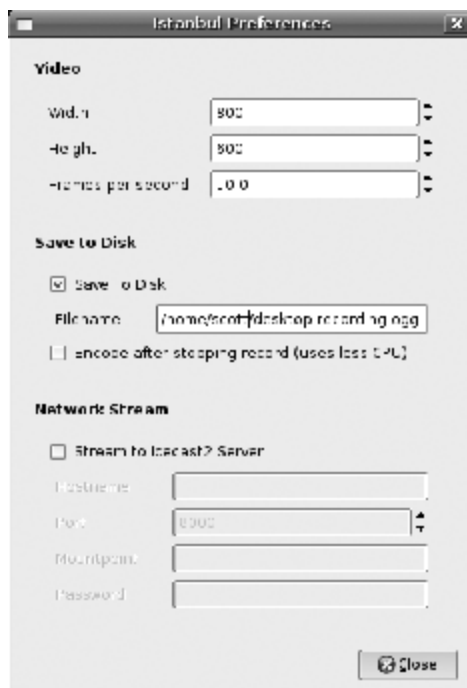 Istanbul Preferences
Video
Width 800
Height 600
Frames per second 10.0
Save to Disk
Save To Disk
Filename /home/scott/desktop-recording.ogg
Encode after stopping record (uses less CPU)
Network Stream
Stream to Icecast2 Server
Hostname
Port 8000
Mountpoint
Password
Close